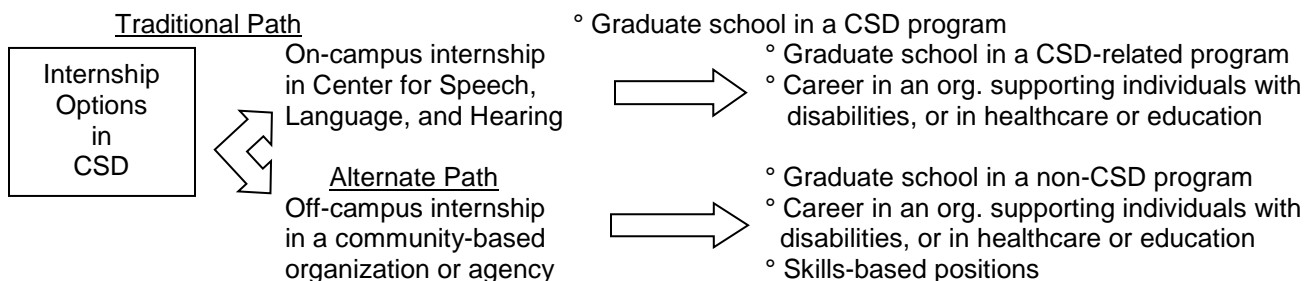 Traditional Path
° Graduate school in a CSD program
Internship
Options
in
CSD
On-campus internship
in Center for Speech,
Language, and Hearing
° Graduate school in a CSD-related program
° Career in an org. supporting individuals with
disabilities, or in healthcare or education
Alternate Path
Off-campus internship
in a community-based
organization or agency
° Graduate school in a non-CSD program
° Career in an org. supporting individuals with
disabilities, or in healthcare or education
° Skills-based positions